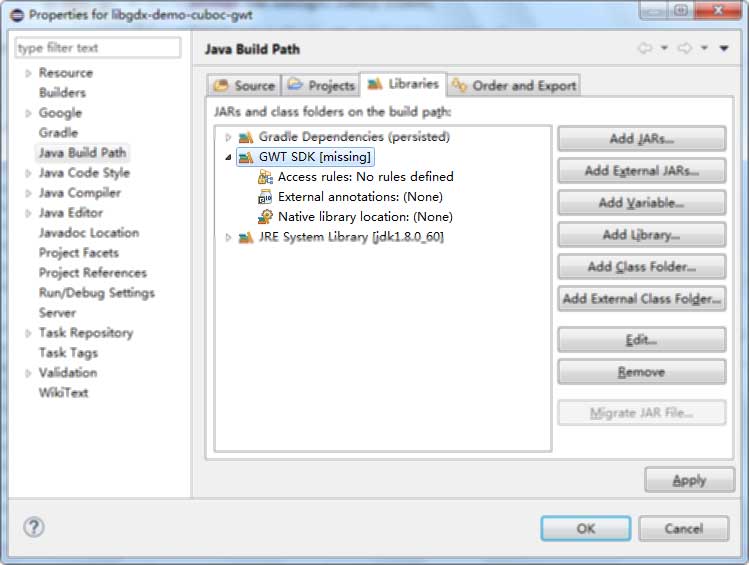 Properties for libgdx-demo-cuboc-gwt
type filter text
Resource
Builders
Google
Gradle
Java Build Path
Java Code Style
Java Compiler
Java Editor
Javadoc Location
Project Facets
Project References
Run/Debug Settings
Server
Task Repository
Task Tags
Validation
WikiText
Java Build Path
Source
Projects
Libraries
Order and Export
JARs and class folders on the build path:
Gradle Dependencies (persisted)
GWT SDK [missing]
Access rules: No rules defined
External annotations: (None)
Native library location: (None)
JRE System Library [jdk1.8.0_60]
Add JARs...
Add External JARs...
Add Variable...
Add Library...
Add Class Folder...
Add External Class Folder...
Edit...
Remove
Migrate JAR File...
Apply
OK
Cancel